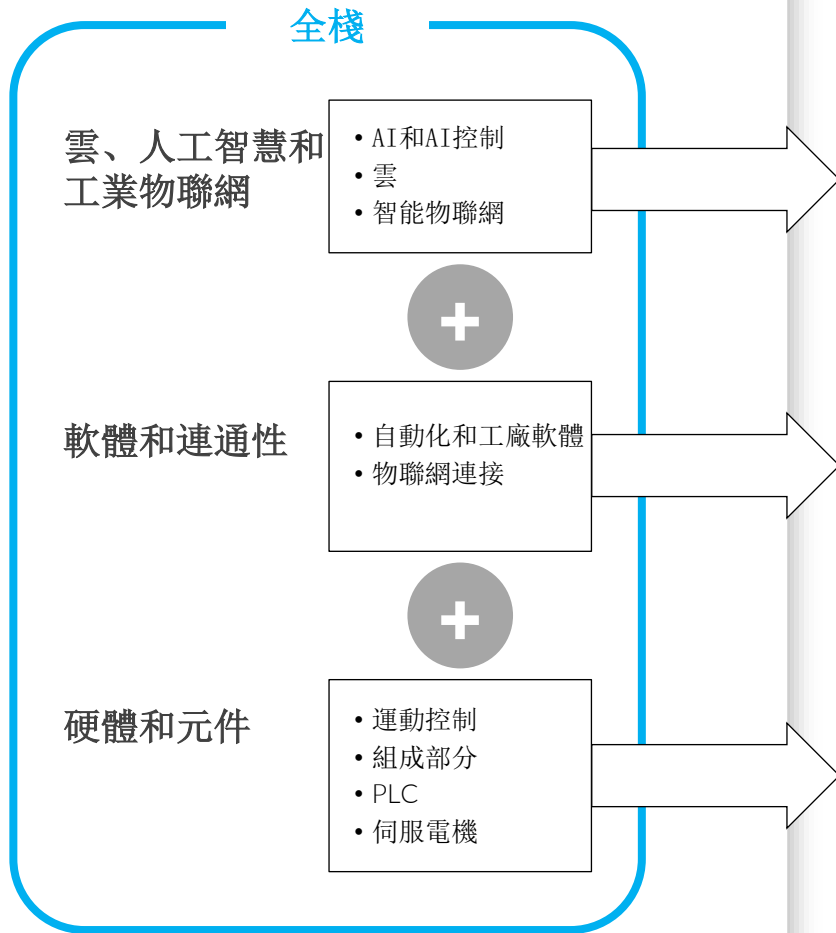 全棧
雲、人工智慧和
工業物聯網
• AI和AI控制
• 雲
• 智能物聯網
+
軟體和連通性
• 自動化和工廠軟體
• 物聯網連接
+
硬體和元件
• 運動控制
• 組成部分
• PLC
• 伺服電機